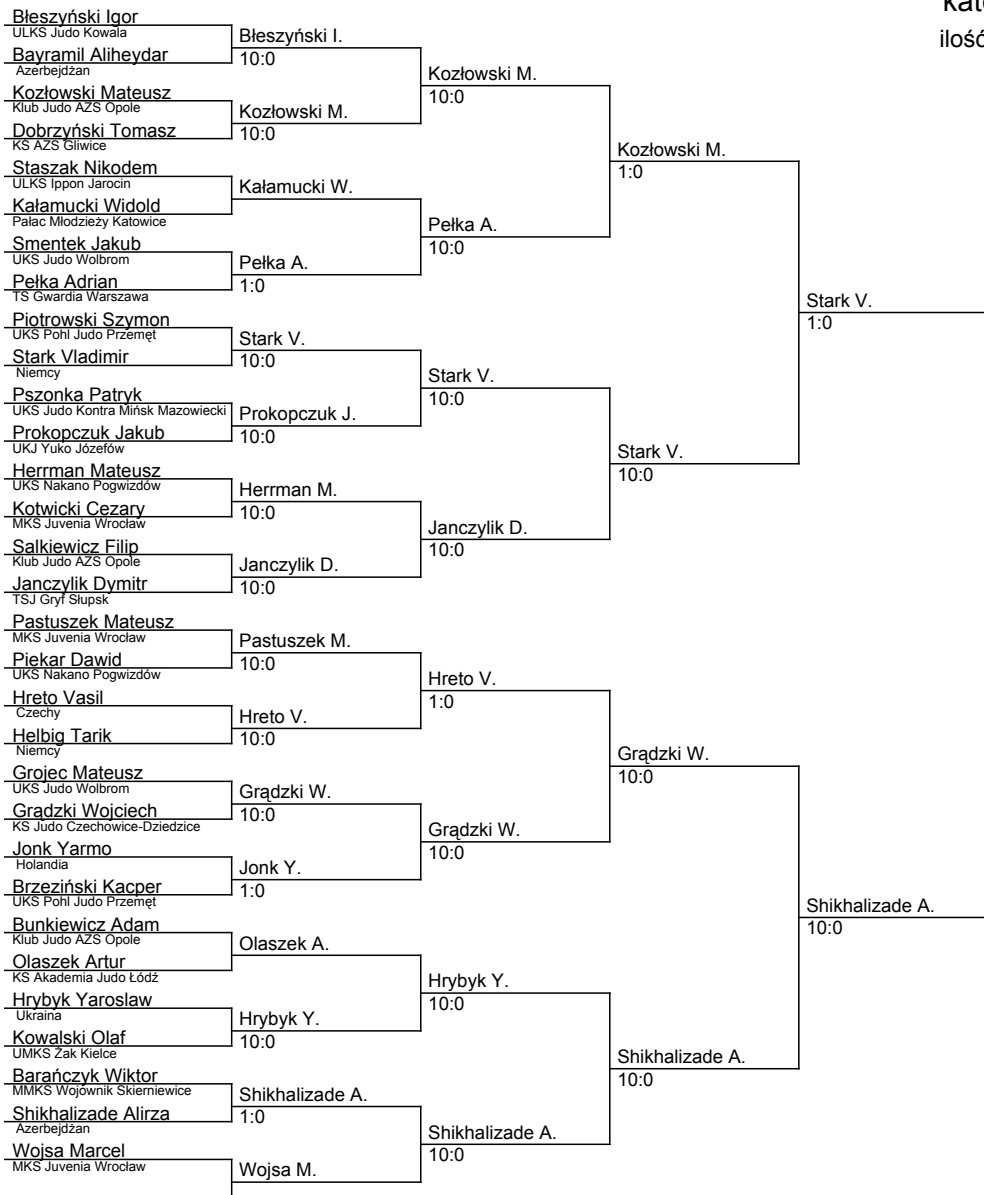 kate
ilość
Błeszyński Igor
ULKS Judo Kowala
Bayramil Aliheydar
Azerbejdżan
Kozłowski Mateusz
Klub Judo AZS Opole
Dobrzyński Tomasz
KS AZS Gliwice
Staszak Nikodem
ULKS Ippon Jarocin
Kałamucki Widold
Pałac Młodzieży Katowice
Smentek Jakub
UKS Judo Wolbrom
Pełka Adrian
TS Gwardia Warszawa
Piotrowski Szymon
UKS Pohl Judo Przemęt
Stark Vladimir
Niemcy
Pszonka Patryk
UKS Judo Kontra Mińsk Mazowiecki
Prokopczuk Jakub
UKJ Yuko Józefów
Herrman Mateusz
UKS Nakano Pogwizdów
Kotwicki Cezary
MKS Juvenia Wrocław
Salkiewicz Filip
Klub Judo AZS Opole
Janczylik Dymitr
TSJ Gryf Słupsk
Pastuszek Mateusz
MKS Juvenia Wrocław
Piekar Dawid
UKS Nakano Pogwizdów
Hreto Vasil
Czechy
Helbig Tarik
Niemcy
Grojec Mateusz
UKS Judo Wolbrom
Grądzki Wojciech
KS Judo Czechowice-Dziedzice
Jonk Yarmo
Holandia
Brzeziński Kacper
UKS Pohl Judo Przemęt
Bunkiewicz Adam
Klub Judo AZS Opole
Olaszek Artur
KS Akademia Judo Łódź
Hrybyk Yaroslaw
Ukraina
Kowalski Olaf
UMKS Żak Kielce
Barańczyk Wiktor
MMKS Wojownik Skierniewice
Shikhalizade Alirza
Azerbejdżan
Wojsa Marcel
MKS Juvenia Wrocław
Błeszyński I.
10:0
Kozłowski M.
10:0
Kałamucki W.
Pełka A.
1:0
Stark V.
10:0
Prokopczuk J.
10:0
Herrman M.
10:0
Janczylik D.
10:0
Pastuszek M.
10:0
Hreto V.
10:0
Grądzki W.
10:0
Jonk Y.
1:0
Olaszek A.
Hrybyk Y.
10:0
Shikhalizade A.
1:0
Wojsa M.
Kozłowski M.
10:0
Pełka A.
10:0
Stark V.
10:0
Janczylik D.
10:0
Hreto V.
1:0
Grądzki W.
10:0
Hrybyk Y.
10:0
Shikhalizade A.
10:0
Kozłowski M.
1:0
Stark V.
10:0
Grądzki W.
10:0
Shikhalizade A.
10:0
Stark V.
1:0
Shikhalizade A.
10:0